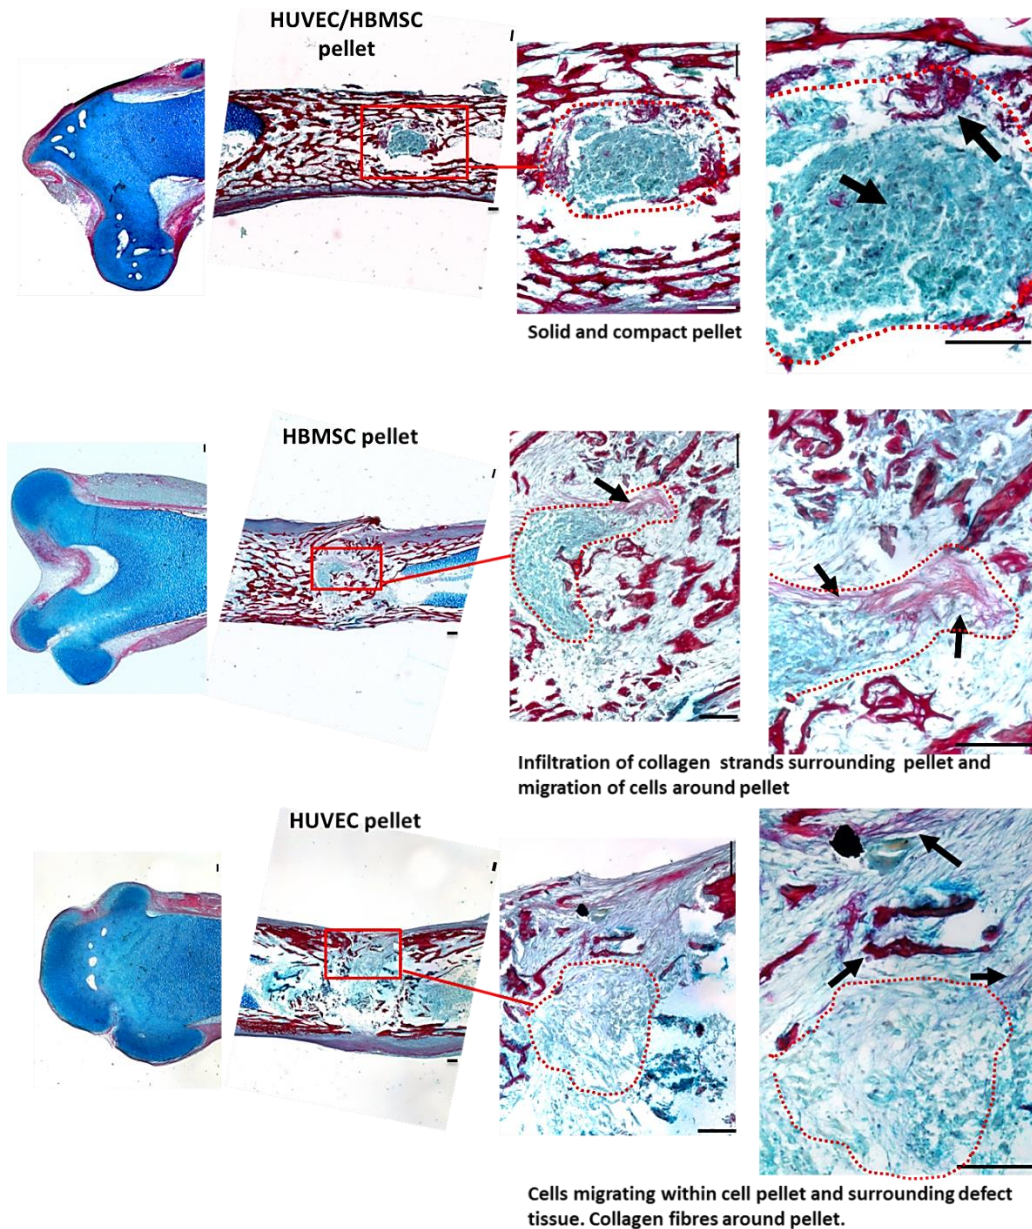 HUVEC/HBMSC
pellet
Solid and compact pellet
HBMSC pellet
Infiltration of collagen strands surrounding pellet and
migration of cells around pellet
HUVEC pellet
Cells migrating within cell pellet and surrounding defect
tissue. Collagen fibres around pellet.